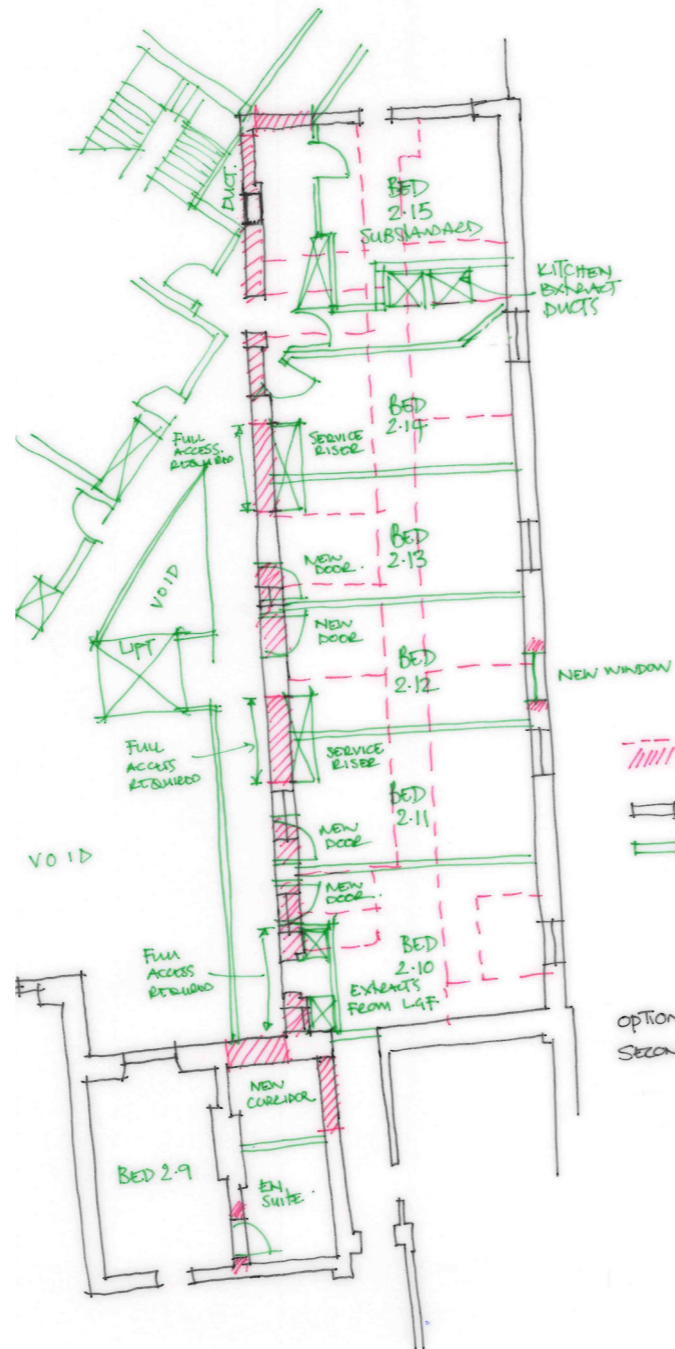 DUCT.
BED
2.15
SUBSTANDARD
KITCHEN
EXTRACT
DUCTS
BED
2.14
FULL
ACCESS
REQUIRED
SERVICE
RISER
BED
2.13
NEW
DOOR.
VOID
LIFT
NEW
DOOR
BED
2.12
NEW WINDOW
FULL
ACCESS
REQUIRED
SERVICE
RISER
BED
2.11
NEW
DOOR
VOID
NEW
DOOR.
BED
2.10
FULL
ACCESS
REQUIRED
EXTRACTS
FROM LGF.
OPTION
SECON
NEW
CORRIDOR
BED 2.9
EN
SUITE.